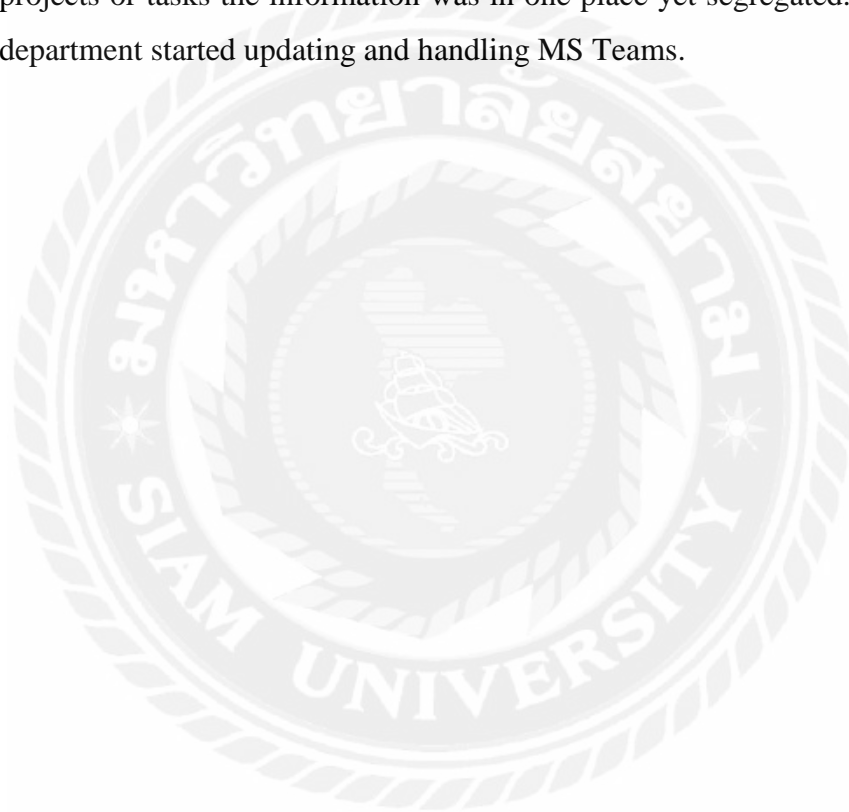 projects or tasks the information was in one place yet segregated.
department started updating and handling MS Teams.
มหาวิทยาลัยสยาม
SIAM UNIVERSITY